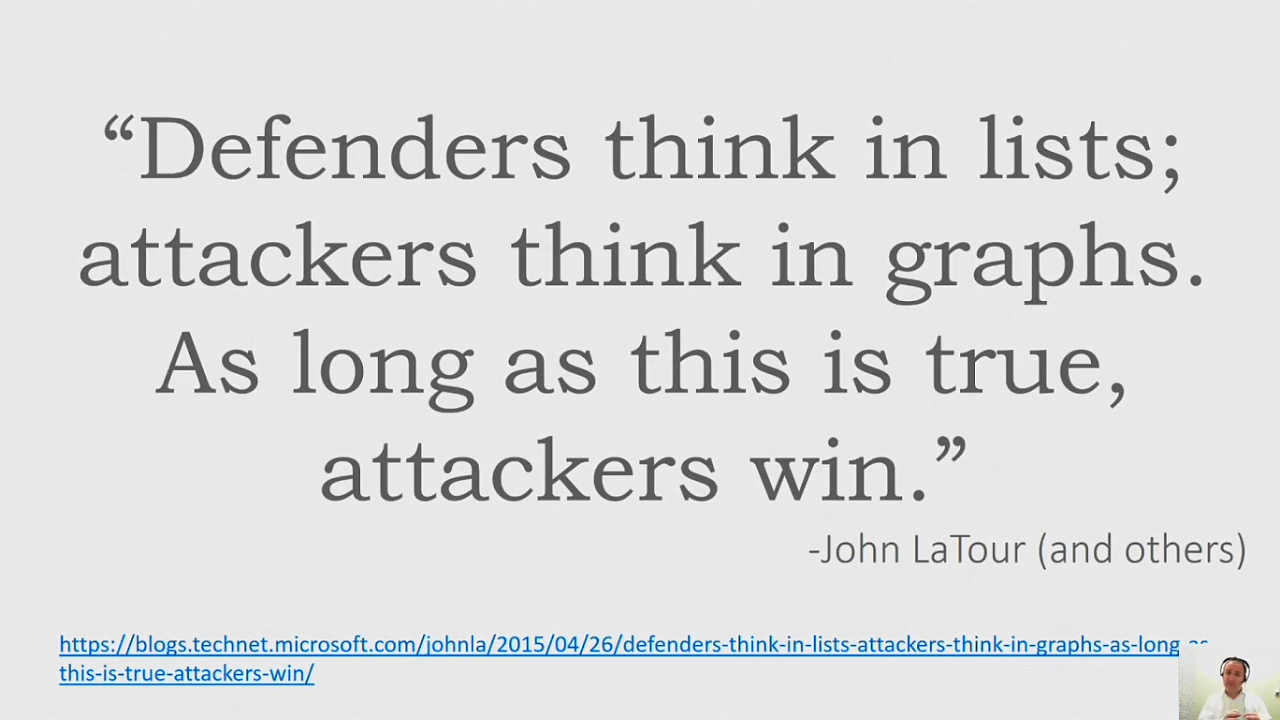 “Defenders think in lists;
attackers think in graphs.
As long as this is true,
attackers win.”
-John LaTour (and others)
https://blogs.technet.microsoft.com/johnla/2015/04/26/defenders-think-in-lists-attackers-think-in-graphs-as-long-as-
this-is-true-attackers-win/